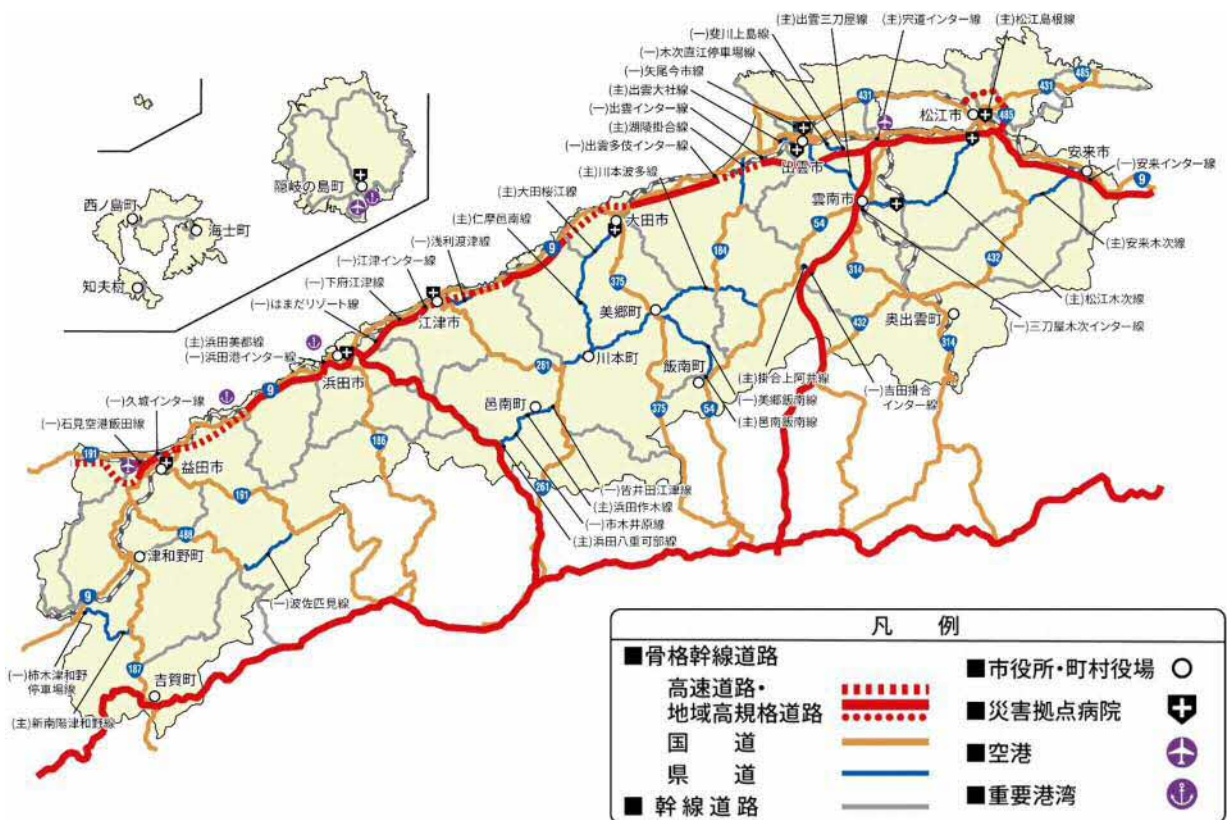 (一)斐川上島線
(主)出雲三刀屋線
(主)宍道インター線
(主)松江島根線
(一)木次直江停車場線
(一)矢尾今市線
(主)出雲大社線
(一)出雲インター線
(主)湖陵掛合線
(一)出雲多伎インター線
(主)川本波多線
(主)大田桜江線
(主)仁摩邑南線
(一)浅利渡津線
(一)江津インター線
(一)下府江津線
(一)はまだリゾート線
(主)浜田美都線
(一)浜田港インター線
(一)久城インター線
(一)石見空港飯田線
431
485
431
松江市
485
安来市
(一)安来インター線
9
出雲市
雲南市
54
(主)安来木次線
432
314
(主)松江木次線
(一)三刀屋木次インター線
奥出雲町
314
432
184
大田市
9
375
美郷町
川本町
飯南町
(主)掛合上阿井線
(一)吉田掛合
インター線
(一)美郷飯南線
(主)邑南飯南線
375
54
隠岐の島町
西ノ島町
海士町
知夫村
江津市
261
浜田市
9
邑南町
186
261
(一)皆井田江津線
(主)浜田作木線
(一)市木井原線
(主)浜田八重可部線
191
益田市
191
488
津和野町
9
(一)波佐匹見線
187
吉賀町
(一)柿木津和野
停車場線
(主)新南陽津和野線
凡 例
■骨格幹線道路
高速道路・
地域高規格道路
国 道
県 道
■幹線道路
■市役所・町村役場
■災害拠点病院
■空港
■重要港湾